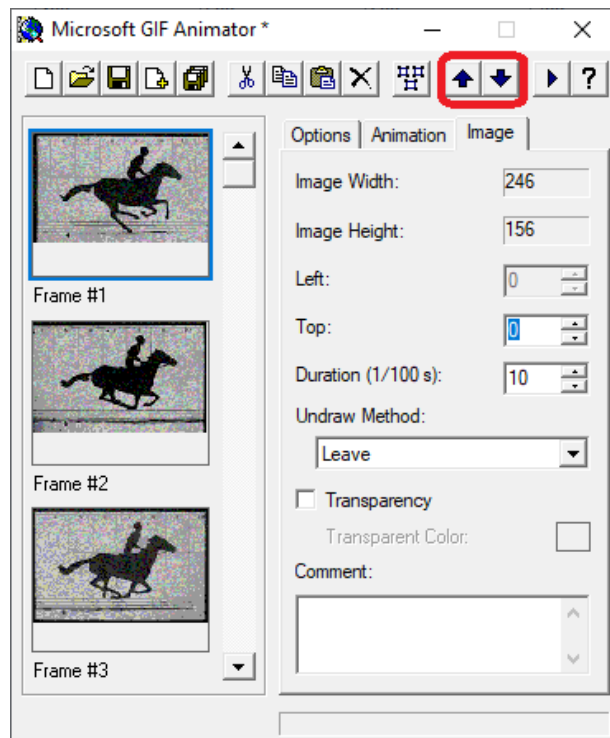 Microsoft GIF Animator *
?
Options Animation Image
Image Width: 246
Image Height: 156
Left: 0
Top: 0
Duration (1/100 s): 10
Undraw Method:
Leave
Transparency
Transparent Color:
Comment:
Frame #1
Frame #2
Frame #3